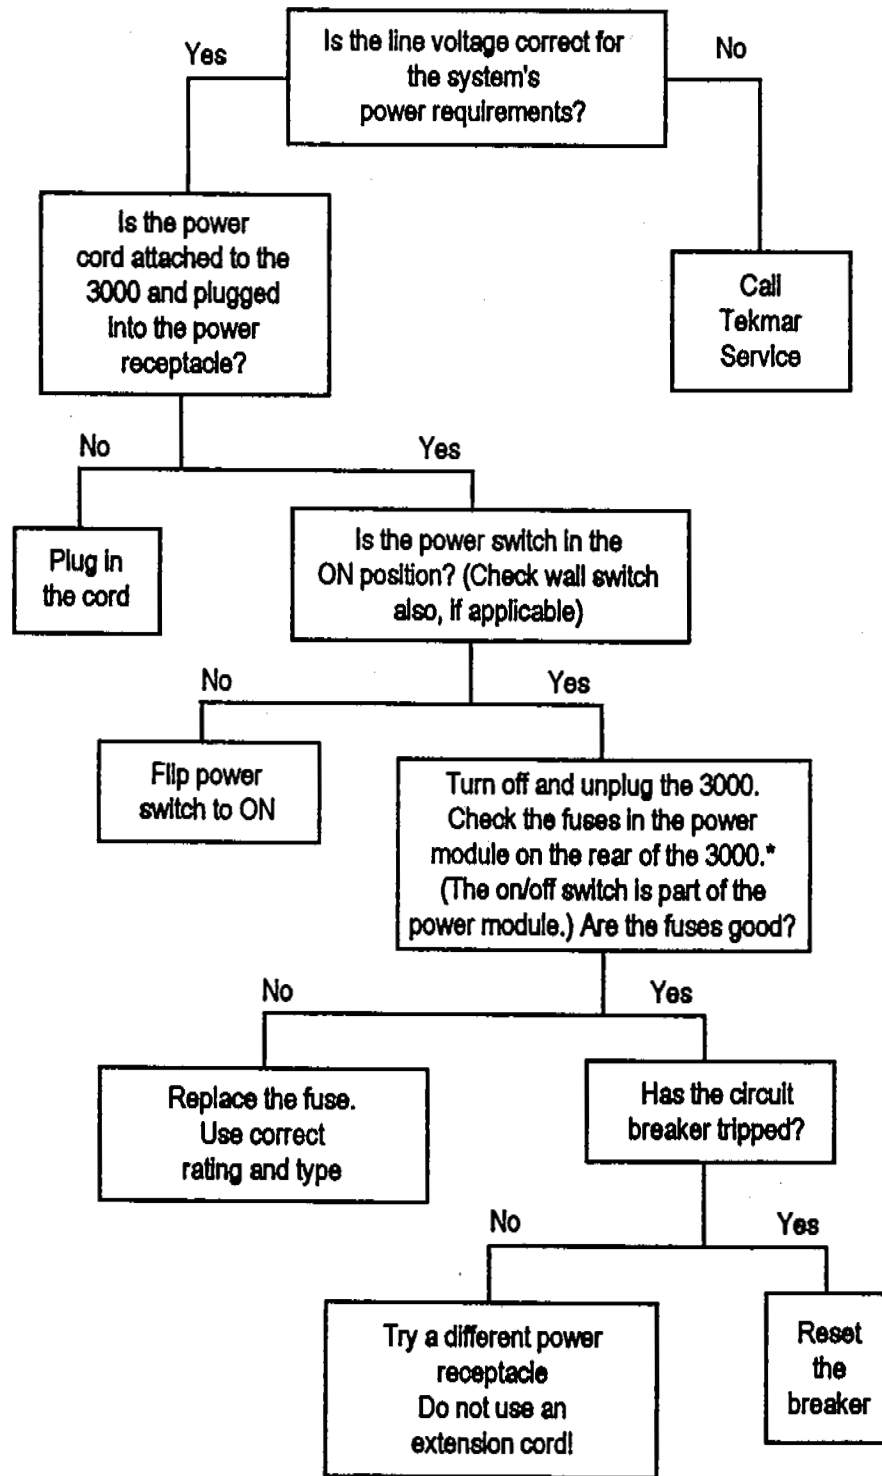 Is the line voltage correct for
the system's
power requirements?
Yes
No
Is the power
cord attached to the
3000 and plugged
into the power
receptacle?
Call
Tekmar
Service
No
Yes
Plug in
the cord
Is the power switch in the
ON position? (Check wall switch
also, if applicable)
No
Yes
Flip power
switch to ON
Turn off and unplug the 3000.
Check the fuses in the power
module on the rear of the 3000.*
(The on/off switch is part of the
power module.) Are the fuses good?
No
Yes
Replace the fuse.
Use correct
rating and type
Has the circuit
breaker tripped?
No
Yes
Try a different power
receptacle
Do not use an
extension cord!
Reset
the
breaker